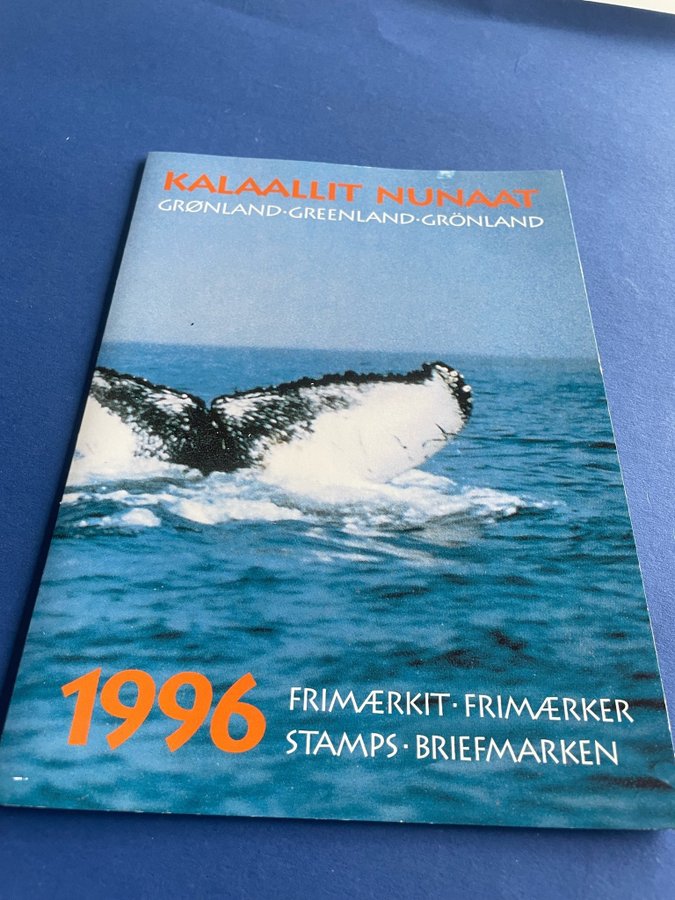 KALAALLIT NUNAAT
GRØNLAND·GREENLAND·GRÖNLAND
1996
FRIMÆRKIT·FRIMÆRKER
STAMPS·BRIEFMARKEN